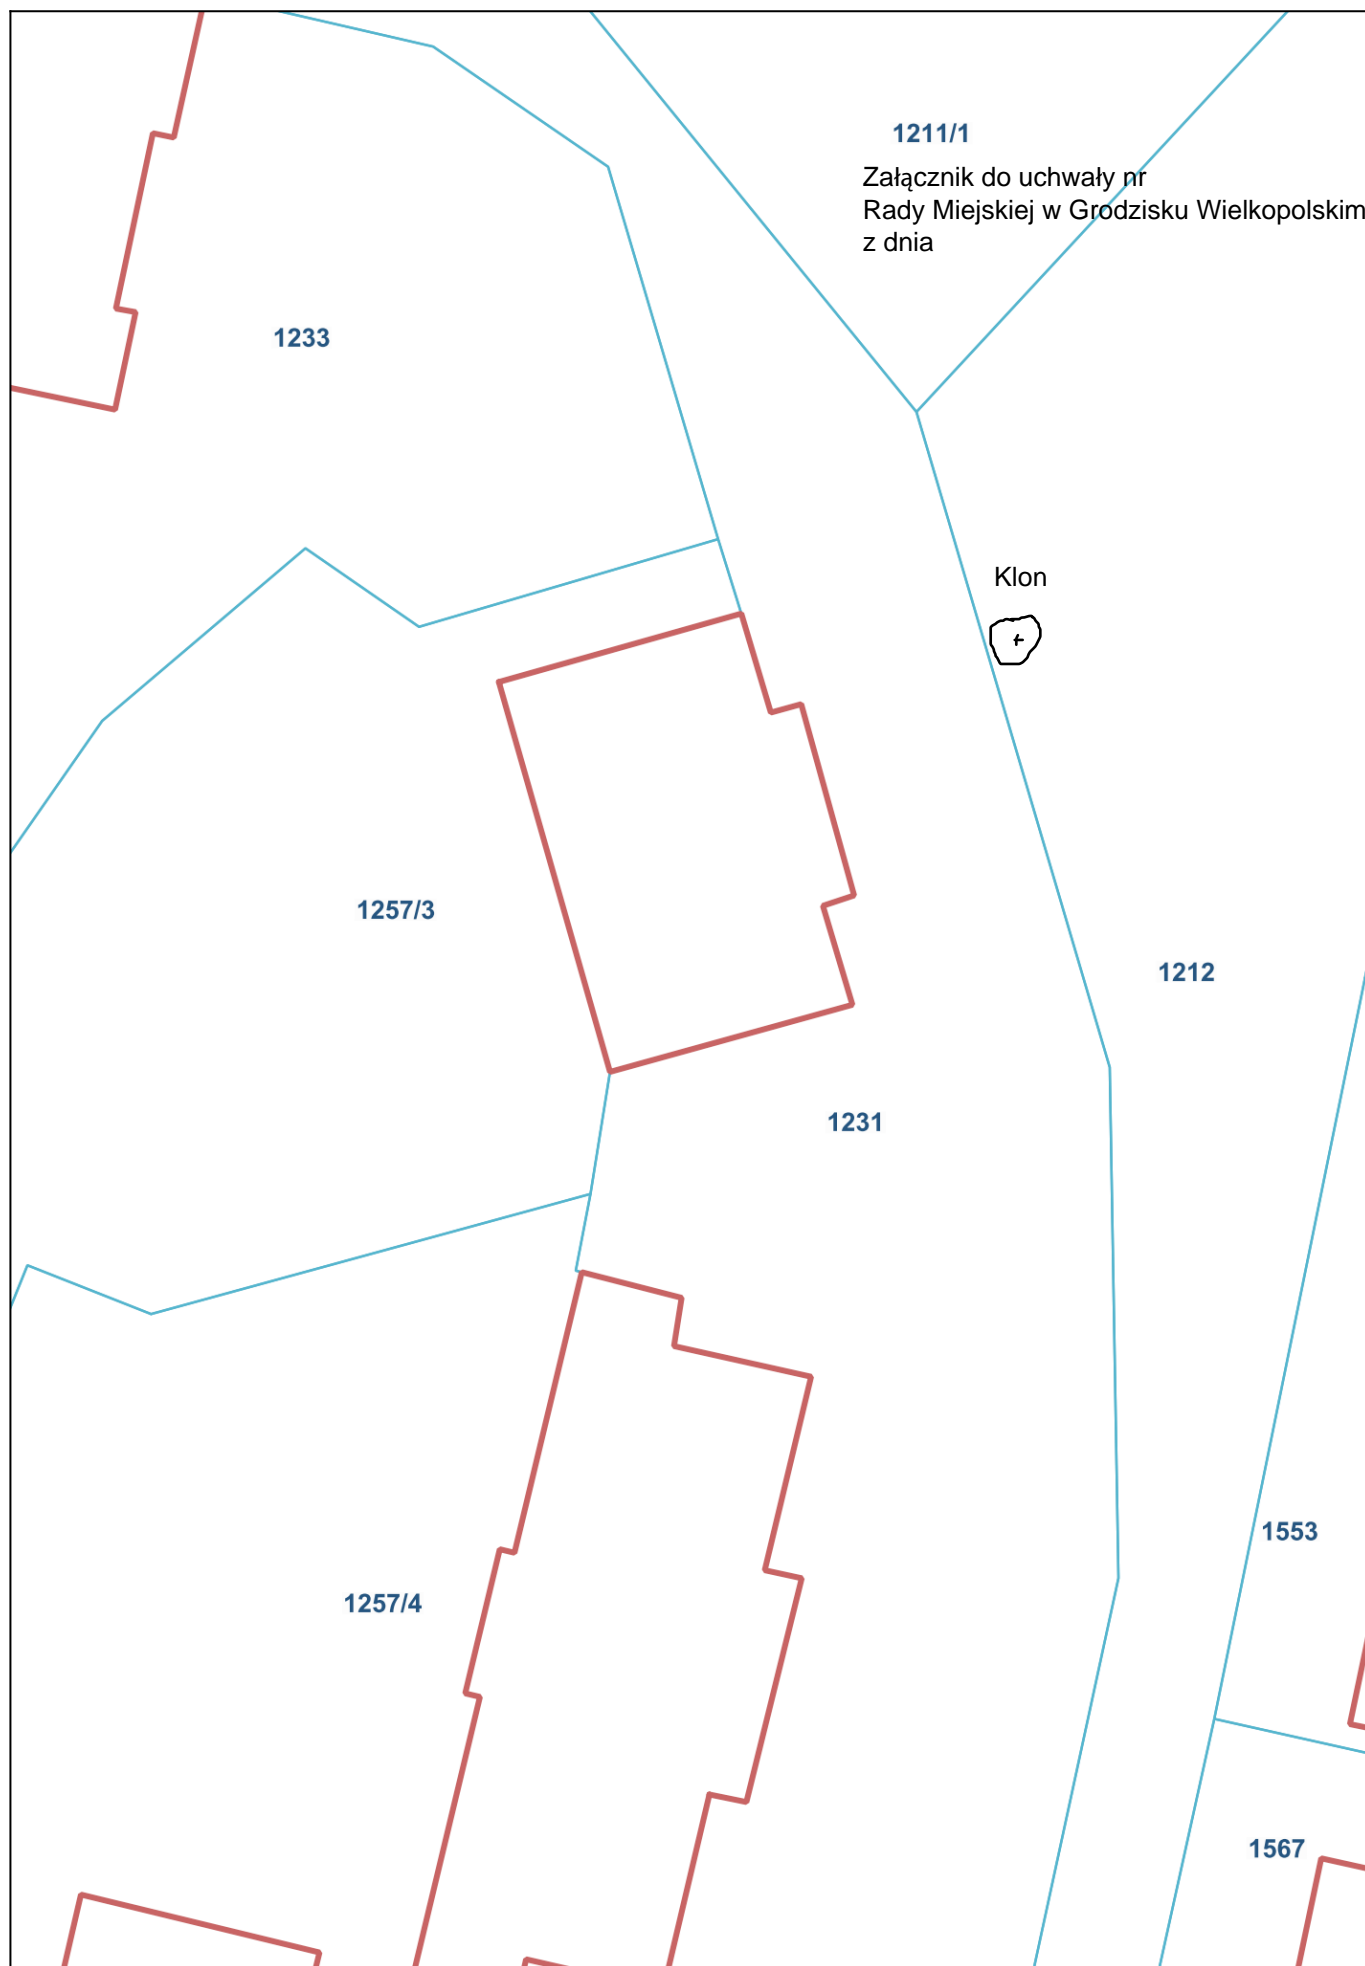 1211/1
Załącznik do uchwały nr
Rady Miejskiej w Grodzisku Wielkopolskim
z dnia
1233
Klon
1257/3
1212
1231
1553
1257/4
1567